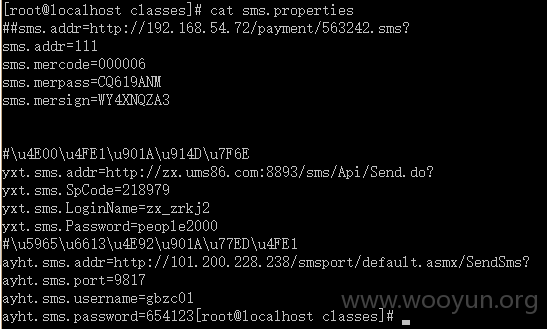 [root@localhost classes]# cat sms.properties
##sms.addr=http://192.168.54.72/payment/563242.sms?
sms.addr=111
sms.mercode=000006
sms.merpass=CQ619ANM
sms.mersign=WY4XNQZA3
#\u4E00\u4FE1\u901A\u914D\u7F6E
yxt.sms.addr=http://zx.ums86.com:8893/sms/Api/Send.do?
yxt.sms.SpCode=218979
yxt.sms.LoginName=zx_zrkj2
yxt.sms.Password=people2000
#\u5965\u6613\u4E92\u901A\u77ED\u4FE1
ayht.sms.addr=http://101.200.228.238/smsport/default.asmx/SendSms?
ayht.sms.port=9817
ayht.sms.username=gbzc01
ayht.sms.password=654123[root@localhost classes]#
www.wooyun.org